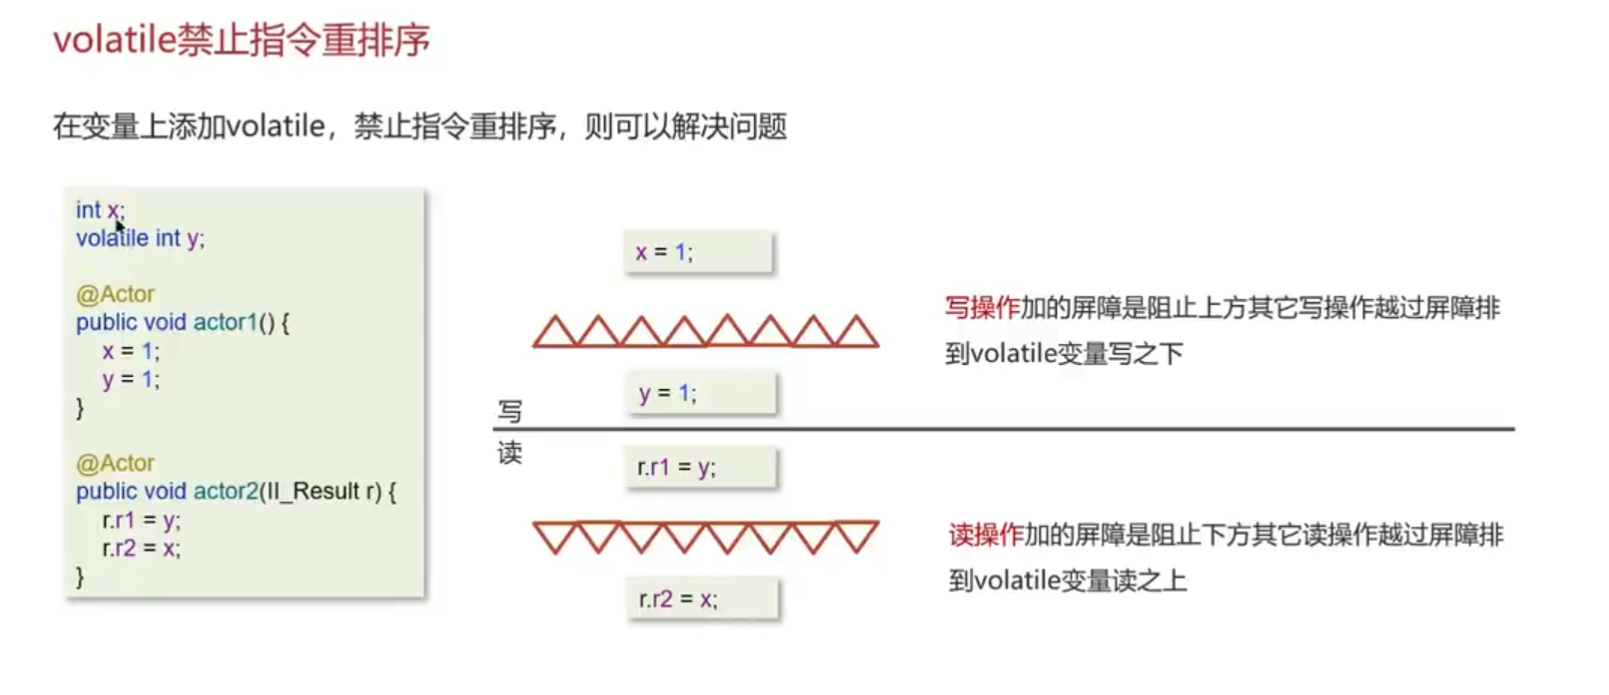 volatile禁止指令重排序
在变量上添加volatile，禁止指令重排序，则可以解决问题
int x;
volatile int y;
@Actor
public void actor1() {
x = 1;
y = 1;
}
@Actor
public void actor2(II_Result r) {
r.r1 = y;
r.r2 = x;
}
x = 1;
y = 1;
写
读
r.r1 = y;
r.r2 = x;
写操作加的屏障是阻止上方其它写操作越过屏障排
到volatile变量写之下
读操作加的屏障是阻止下方其它读操作越过屏障排
到volatile变量读之上